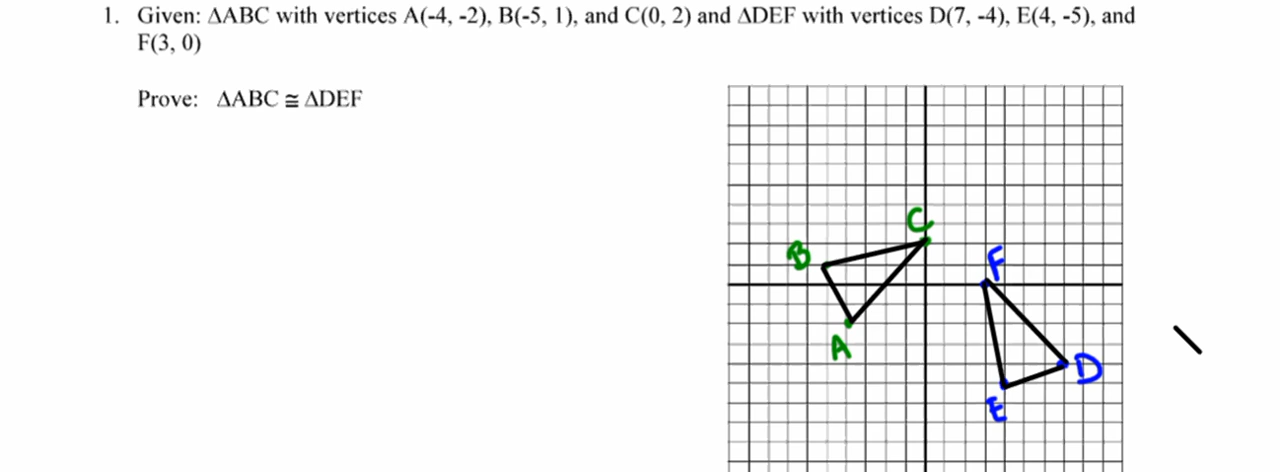 1. Given: ΔABC with vertices A(-4, -2), B(-5, 1), and C(0, 2) and ΔDEF with vertices D(7, -4), E(4, -5), and
F(3, 0)
Prove: ΔABC ≅ ΔDEF
C
B
F
A
D
E